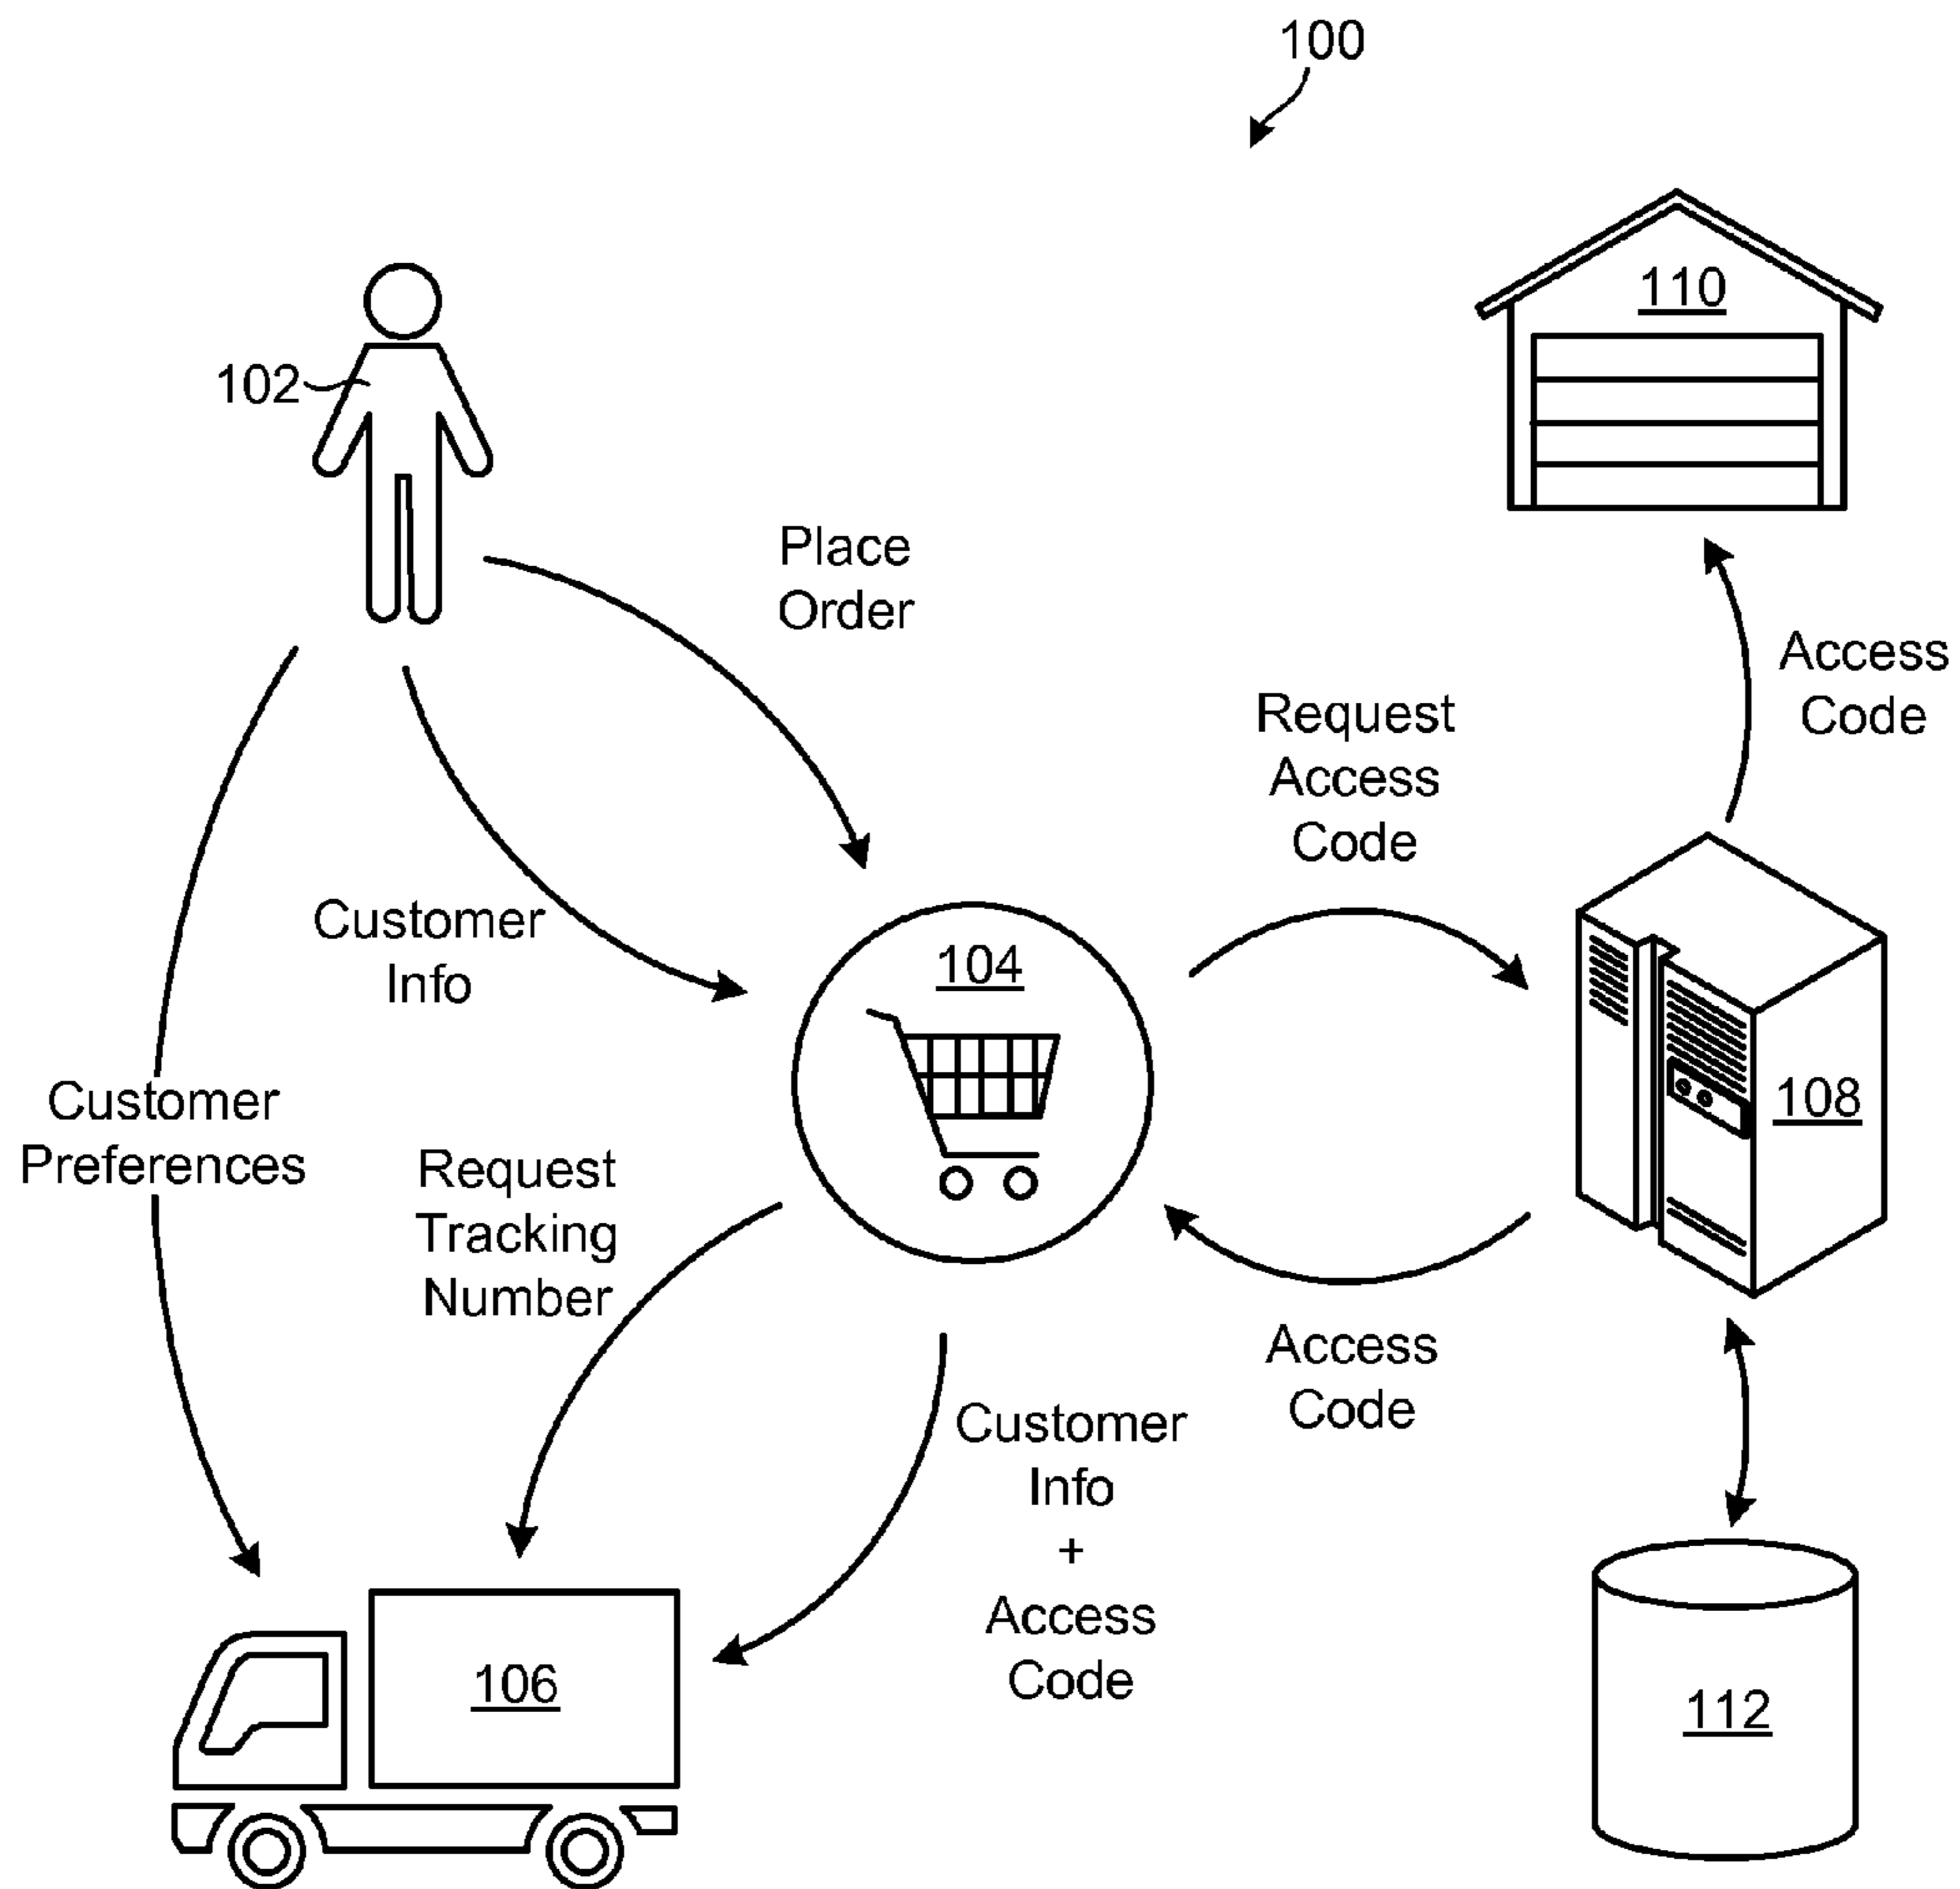 100
110
102
Place
Order
Access
Code
Request
Access
Code
Customer
Info
104
108
Customer
Preferences
Request
Tracking
Number
Access
Code
Customer
Info
+
Access
Code
106
112